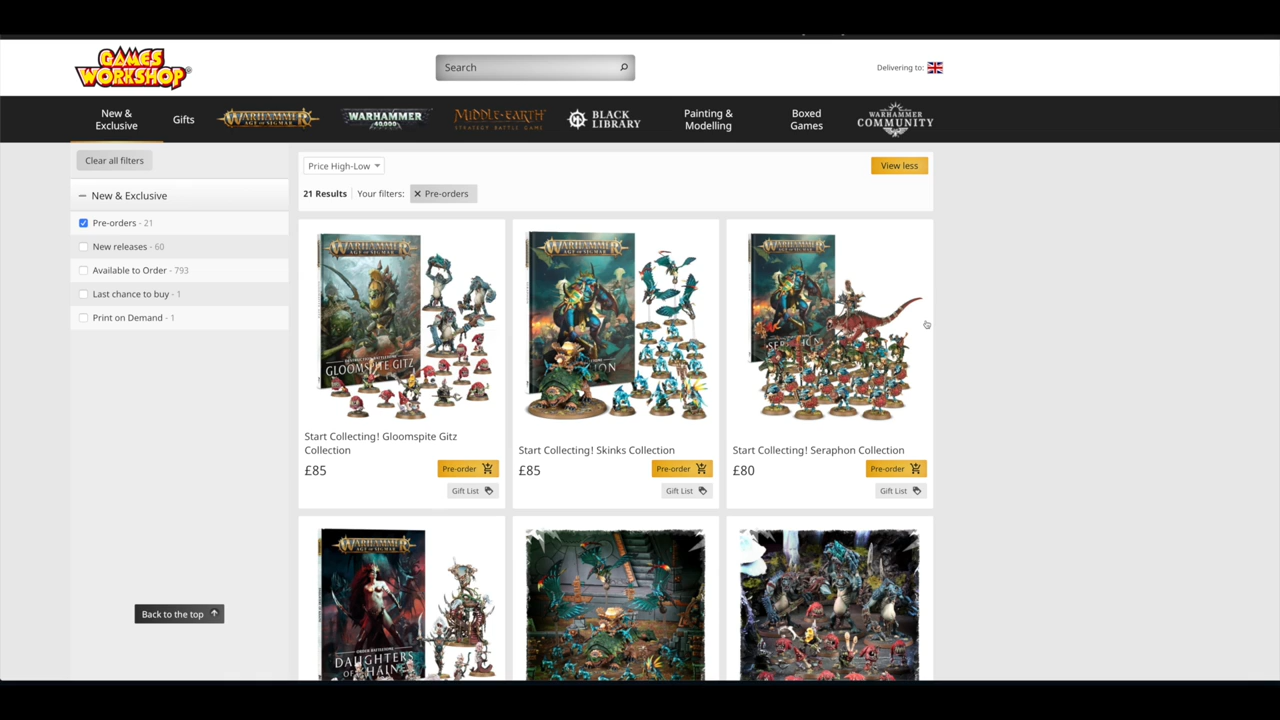 GAMES
WORKSHOP
Search
Delivering to:
New &
Exclusive
Gifts
WARHAMMER
WARHAMMER
40,000
MIDDLE-EARTH
STRATEGY BATTLE GAME
BLACK
LIBRARY
Painting &
Modelling
Boxed
Games
WARHAMMER
COMMUNITY
Clear all filters
Price High-Low
View less
21 Results
Your filters:
Pre-orders
New & Exclusive
Pre-orders - 21
New releases - 60
Available to Order - 793
Last chance to buy - 1
Print on Demand - 1
WARHAMMER
AGE OF SIGMAR
GLOOMSPITE GITZ
WARHAMMER
AGE OF SIGMAR
WARHAMMER
AGE OF SIGMAR
SERAPHON
Start Collecting! Gloomspite Gitz
Collection
£85
Pre-order
Gift List
Start Collecting! Skinks Collection
£85
Pre-order
Gift List
Start Collecting! Seraphon Collection
£80
Pre-order
Gift List
WARHAMMER
AGE OF SIGMAR
DAUGHTERS
Back to the top